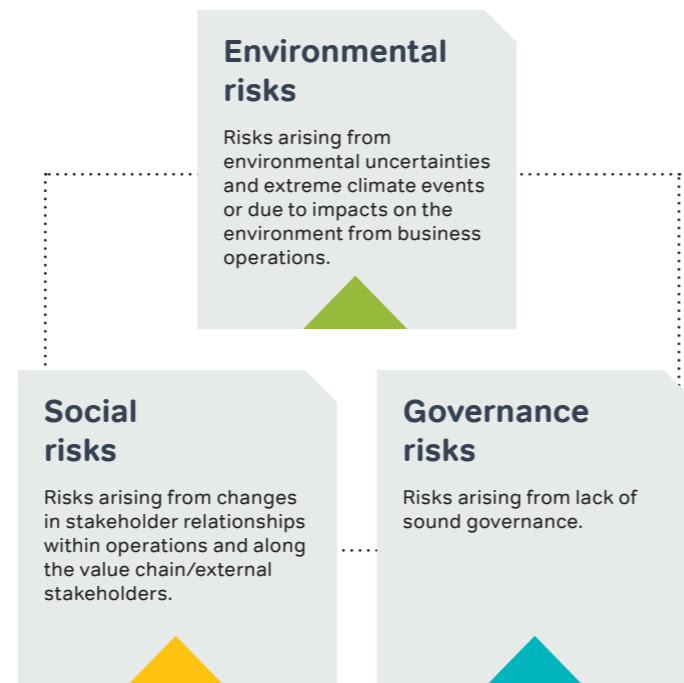 Environmental
risks
Risks arising from
environmental uncertainties
and extreme climate events
or due to impacts on the
environment from business
operations.
Social
risks
Risks arising from changes
in stakeholder relationships
within operations and along
the value chain/external
stakeholders.
Governance
risks
Risks arising from lack of
sound governance.